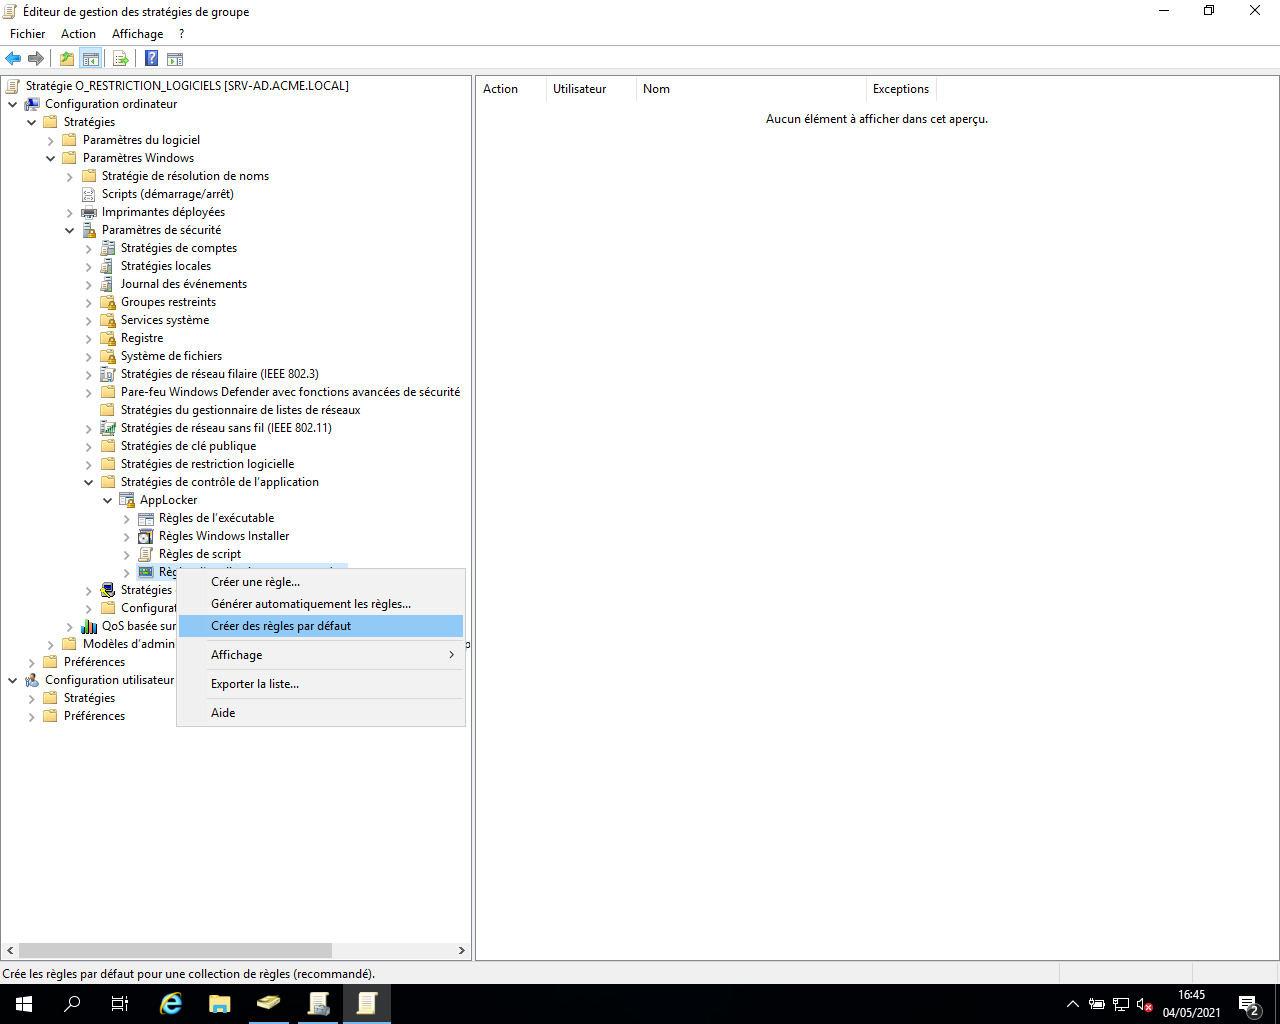 Éditeur de gestion des stratégies de groupe
Fichier Action Affichage ?
Stratégie O_RESTRICTION_LOGICIELS [SRV-AD.ACME.LOCAL]
Configuration ordinateur
Stratégies
Paramètres du logiciel
Paramètres Windows
Stratégie de résolution de noms
Scripts (démarrage/arrêt)
Imprimantes déployées
Paramètres de sécurité
Stratégies de comptes
Stratégies locales
Journal des événements
Groupes restreints
Services système
Registre
Système de fichiers
Stratégies de réseau filaire (IEEE 802.3)
Pare-feu Windows Defender avec fonctions avancées de sécurité
Stratégies du gestionnaire de listes de réseaux
Stratégies de réseau sans fil (IEEE 802.11)
Stratégies de clé publique
Stratégies de restriction logicielle
Stratégies de contrôle de l'application
AppLocker
Règles de l'exécutable
Règles Windows Installer
Règles de script
Règ
Stratégies
Configurat
QoS basée sur
Modèles d'admin
Préférences
Configuration utilisateur
Stratégies
Préférences
Créer une règle...
Générer automatiquement les règles...
Créer des règles par défaut
Affichage
Exporter la liste...
Aide
Action Utilisateur Nom Exceptions
Aucun élément à afficher dans cet aperçu.
Crée les règles par défaut pour une collection de règles (recommandé).
16:45
04/05/2021
2